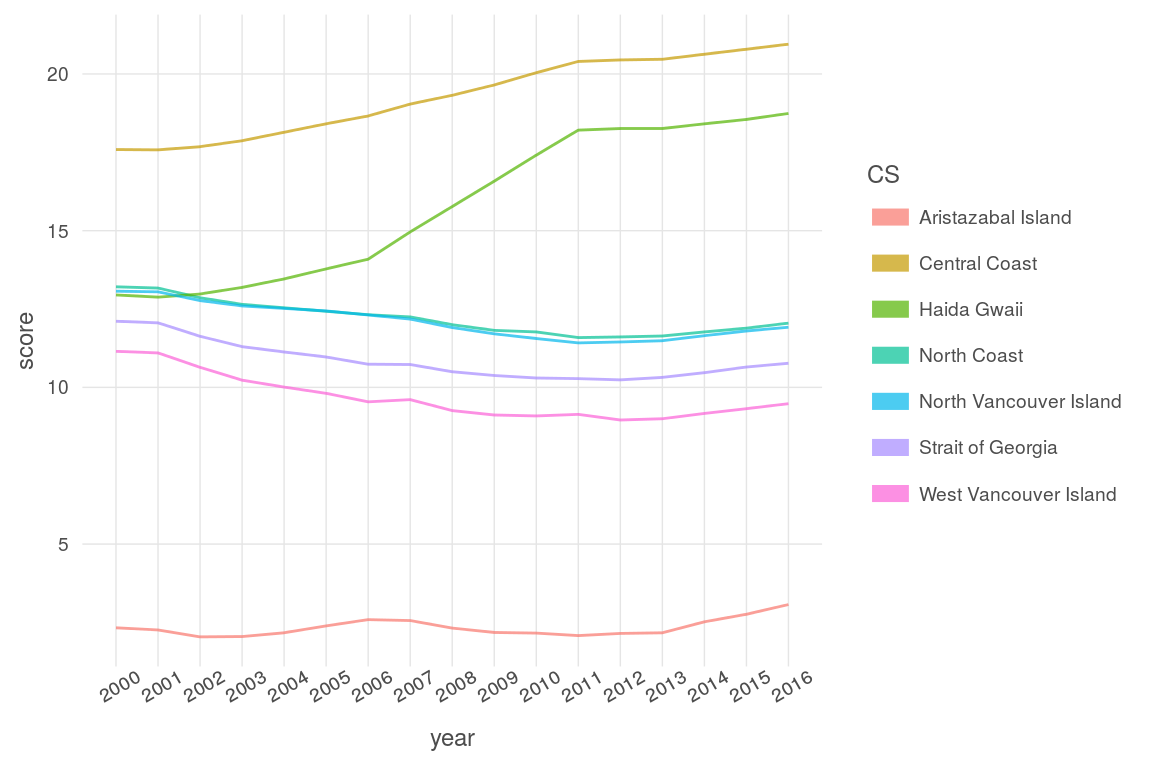 20
15
10
5
score
2000 2001 2002 2003 2004 2005 2006 2007 2008 2009 2010 2011 2012 2013 2014 2015 2016
year
CS
Aristazabal Island
Central Coast
Haida Gwaii
North Coast
North Vancouver Island
Strait of Georgia
West Vancouver Island